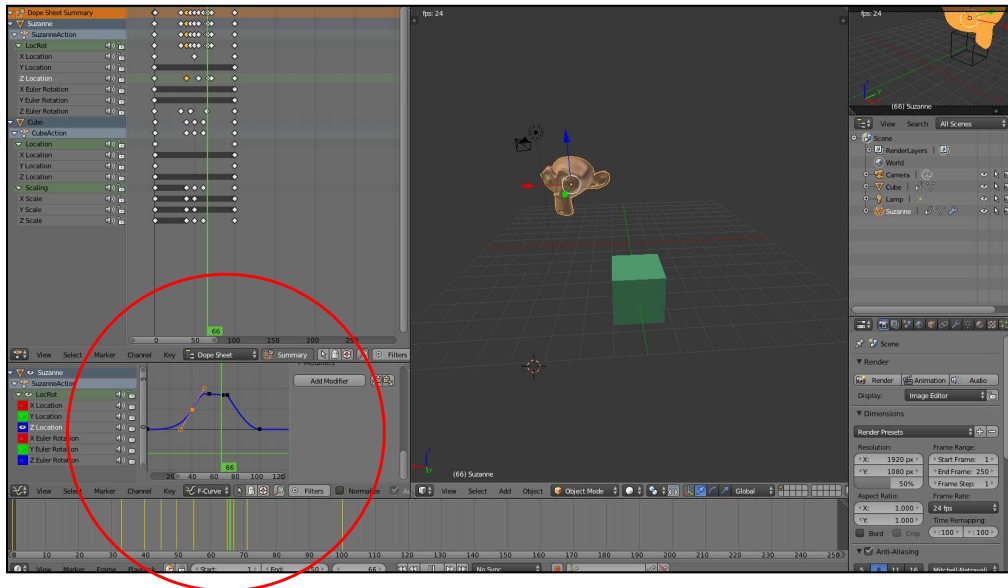 Dope Sheet Summary
Suzanne
SuzanneAction
LocRot
X Location
Y Location
Z Location
X Euler Rotation
Y Euler Rotation
Z Euler Rotation
Cube
CubeAction
Location
X Location
Y Location
Z Location
Scaling
X Scale
Y Scale
Z Scale
66
0 50 100 150 200 250
View Select Marker Channel Key Dope Sheet Summary Filters
Suzanne
SuzanneAction
LocRot
X Location
Y Location
Z Location
X Euler Rotation
Y Euler Rotation
Z Euler Rotation
Modifiers
Add Modifier
66
20 40 60 80 100 120
View Select Marker Channel Key F-Curve Filters Normalize
0 10 20 30 40 50 60 70 80 90 100 110 120 130 140 150 160 170 180 190 200 210 220 230 240 250
View Marker Frame Playback Start: 1 End: 250 66 No Sync
fps: 24
(66) Suzanne
View Select Add Object Object Mode Global
fps: 24
(66) Suzanne
View Search All Scenes
Scene
RenderLayers
World
Camera
Cube
Lamp
Suzanne
Scene
Render
Render Animation Audio
Display: Image Editor
Dimensions
Render Presets
Resolution: Frame Range:
X: 1920 px Start Frame: 1
Y: 1080 px End Frame: 250
50% Frame Step: 1
Aspect Ratio: Frame Rate:
X: 1.000 24 fps
Y: 1.000 Time Remapping:
Bord Crop :100 :100
Anti-Aliasing
5 8 11 16 Mitchell-Netravali